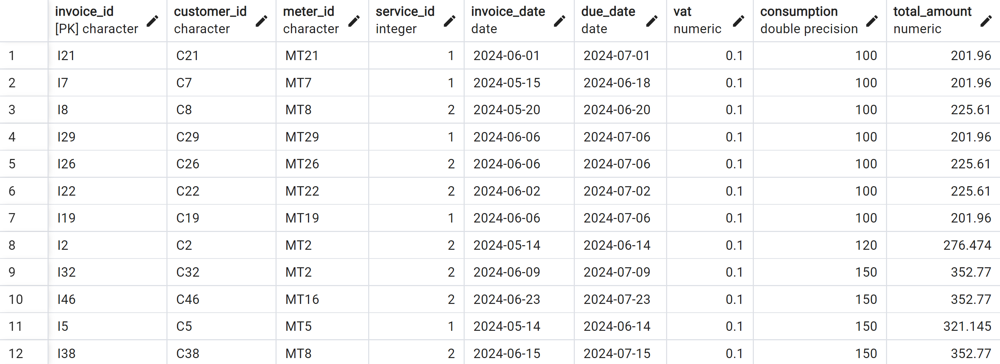 invoice_id customer_id meter_id service_id invoice_date due_date vat consumption total_amount
[PK] character character character integer date date numeric double precision numeric
1 I21 C21 MT21 1 2024-06-01 2024-07-01 0.1 100 201.96
2 I7 C7 MT7 1 2024-05-15 2024-06-18 0.1 100 201.96
3 I8 C8 MT8 2 2024-05-20 2024-06-20 0.1 100 225.61
4 I29 C29 MT29 1 2024-06-06 2024-07-06 0.1 100 201.96
5 I26 C26 MT26 2 2024-06-06 2024-07-06 0.1 100 225.61
6 I22 C22 MT22 2 2024-06-02 2024-07-02 0.1 100 225.61
7 I19 C19 MT19 1 2024-06-06 2024-07-06 0.1 100 201.96
8 I2 C2 MT2 2 2024-05-14 2024-06-14 0.1 120 276.474
9 I32 C32 MT2 2 2024-06-09 2024-07-09 0.1 150 352.77
10 I46 C46 MT16 2 2024-06-23 2024-07-23 0.1 150 352.77
11 I5 C5 MT5 1 2024-05-14 2024-06-14 0.1 150 321.145
12 I38 C38 MT8 2 2024-06-15 2024-07-15 0.1 150 352.77